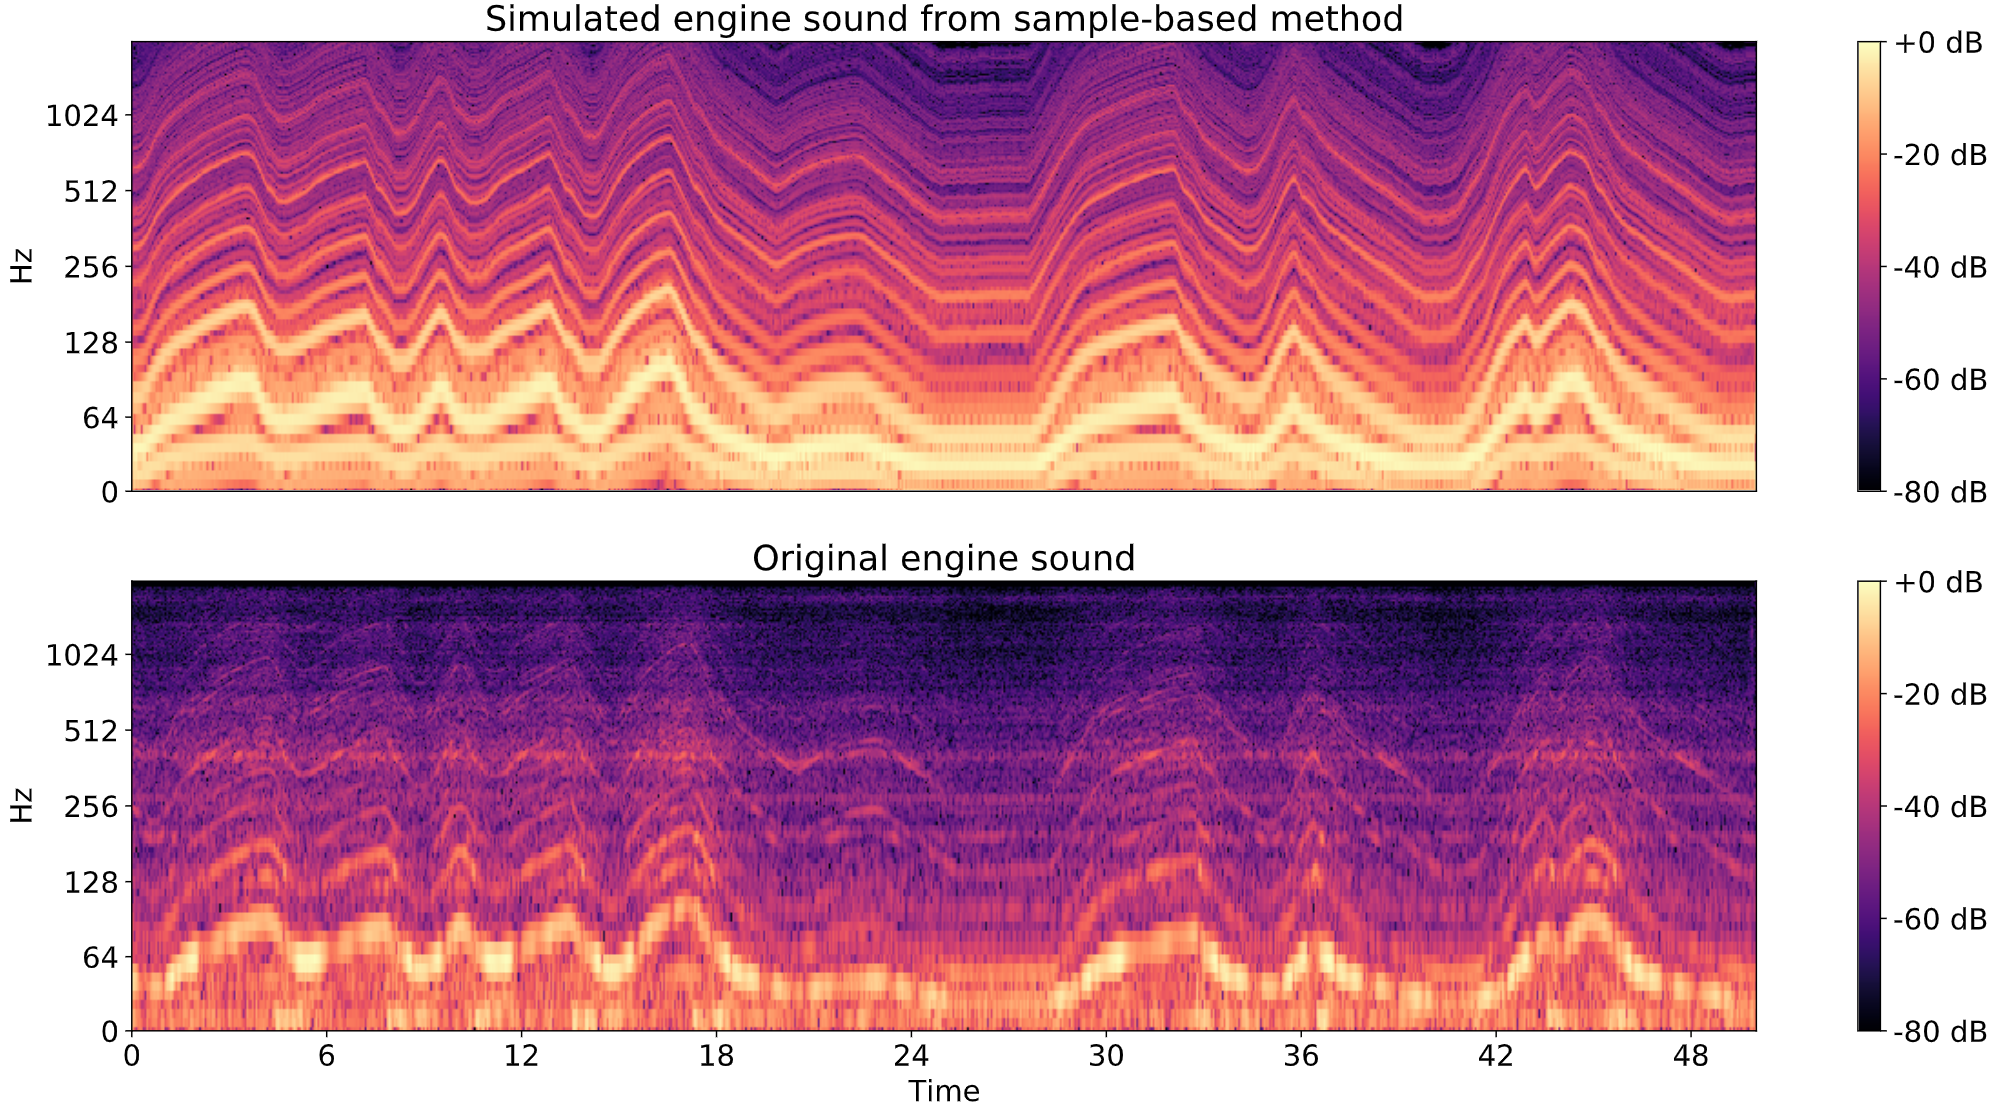 Simulated engine sound from sample-based method
+0 dB
1024
-20 dB
512
Hz
256
-40 dB
128
-60 dB
64
0
-80 dB
Original engine sound
+0 dB
1024
-20 dB
512
Hz
256
-40 dB
128
-60 dB
64
0
-80 dB
0 6 12 18 24 30 36 42 48
Time